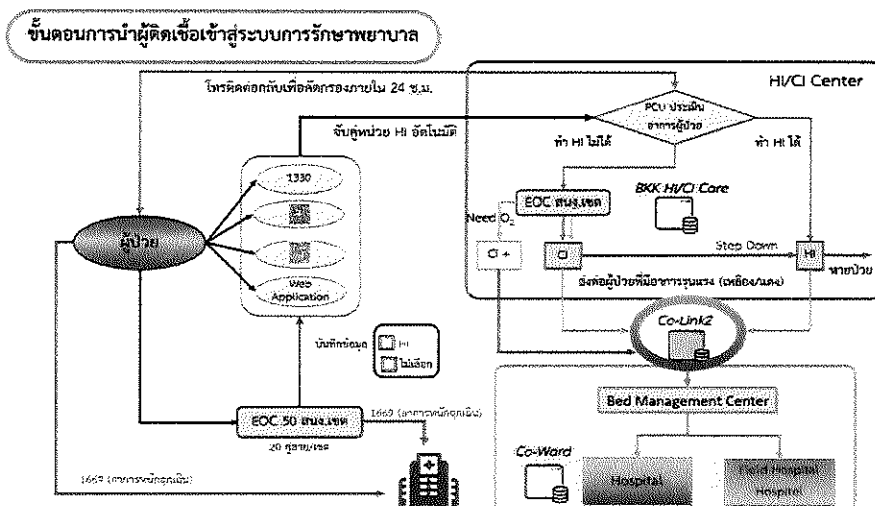 ขั้นตอนการนำผู้ติดเชื้อเข้าสู่ระบบการรักษาพยาบาล
HI/CI Center
โทรติดต่อกลับเพื่อคัดกรองภายใน 24 ช.ม.
PCU ประเมิน
อาการผู้ป่วย
จับคู่หน่วย HI อัตโนมัติ
ทำ HI ไม่ได้
ทำ HI ได้
1330
BKK HI/CI Care
EOC สนง.เขต
Need O2
ผู้ป่วย
Step Down
CI +
CI
HI
หายป่วย
Web
Application
ส่งต่อผู้ป่วยที่มีอาการรุนแรง (เหลือง/แดง)
Co-Link2
บันทึกข้อมูล
HI
ไม่เลือก
Bed Management Center
EOC 50 สนง.เขต
1669 (อาการหนักฉุกเฉิน)
20 คู่สาย/เขต
Co-Ward
Hospital
Field Hospital
Hospital
1669 (อาการหนักฉุกเฉิน)